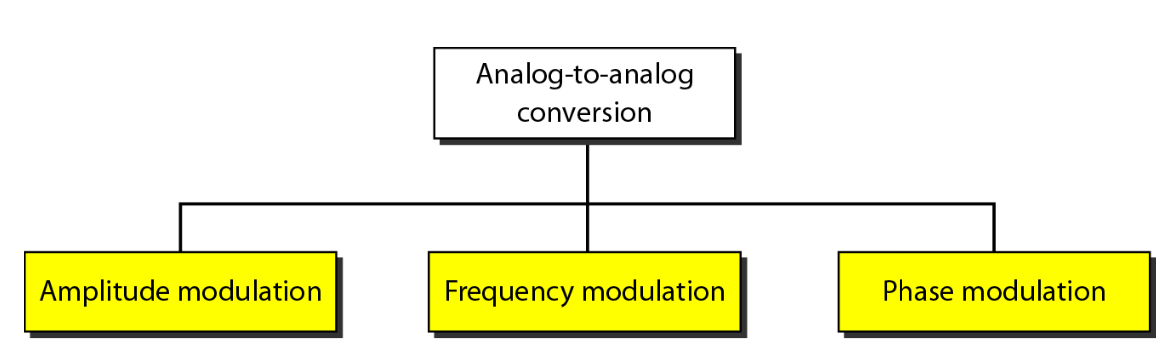 Analog-to-analog
conversion
Amplitude modulation
Frequency modulation
Phase modulation